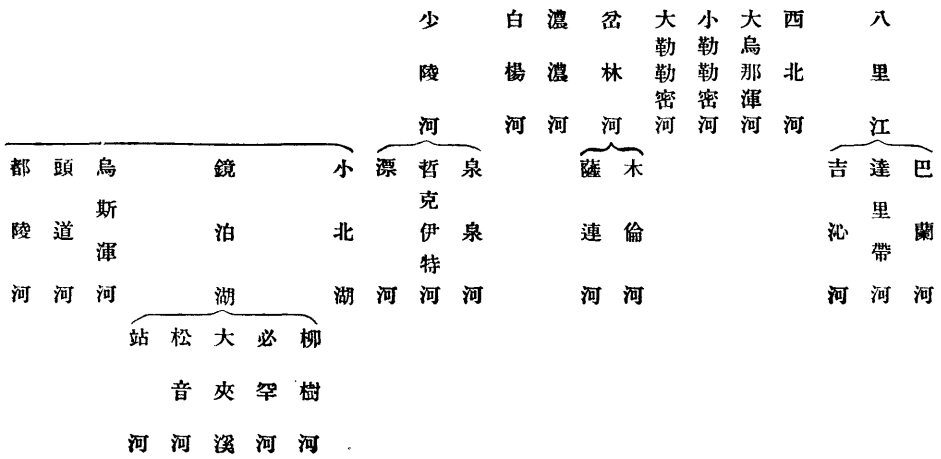 八里江
西北河
大烏那渾河
小勒勒密河
大勒勒密河
岔林河
濃濃河
白楊河
少陵河
巴蘭河
達里帶河
吉沁河
木倫河
薩連河
泉泉河
哲克伊特河
漂河
小北湖
鏡泊湖
烏斯渾河
頭道河
都陵河
柳樹河
必罕河
大夾溪
松音河
站河